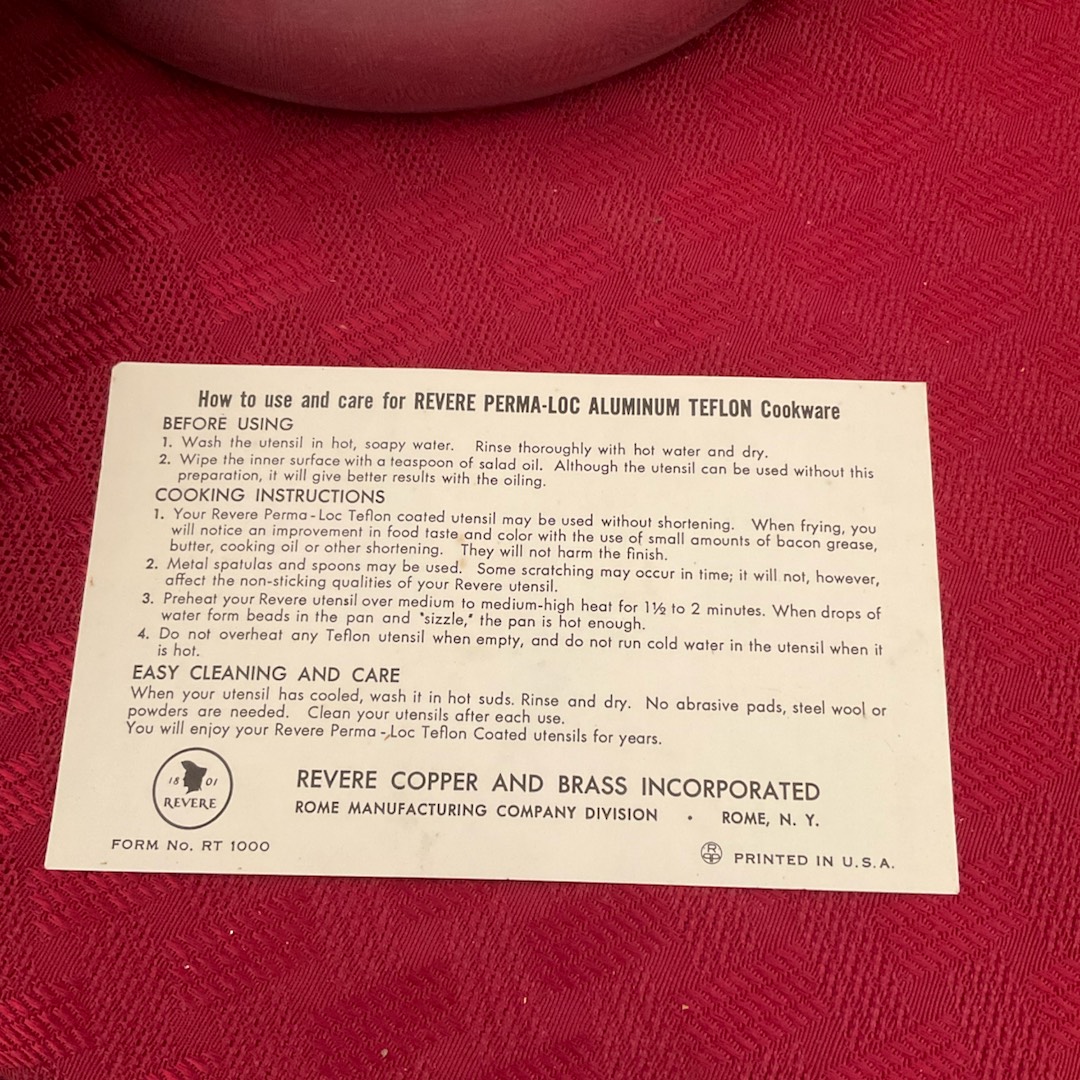 How to use and care for REVERE PERMA-LOC ALUMINUM TEFLON Cookware
BEFORE USING
1. Wash the utensil in hot, soapy water. Rinse thoroughly with hot water and dry.
2. Wipe the inner surface with a teaspoon of salad oil. Although the utensil can be used without this
preparation, it will give better results with the oiling.
COOKING INSTRUCTIONS
1. Your Revere Perma-Loc Teflon coated utensil may be used without shortening. When frying, you
will notice an improvement in food taste and color with the use of small amounts of bacon grease,
butter, cooking oil or other shortening. They will not harm the finish.
2. Metal spatulas and spoons may be used. Some scratching may occur in time; it will not, however,
affect the non-sticking qualities of your Revere utensil.
3. Preheat your Revere utensil over medium to medium-high heat for 1½ to 2 minutes. When drops of
water form beads in the pan and "sizzle," the pan is hot enough.
4. Do not overheat any Teflon utensil when empty, and do not run cold water in the utensil when it
is hot.
EASY CLEANING AND CARE
When your utensil has cooled, wash it in hot suds. Rinse and dry. No abrasive pads, steel wool or
powders are needed. Clean your utensils after each use.
You will enjoy your Revere Perma-Loc Teflon Coated utensils for years.
1801
REVERE
REVERE COPPER AND BRASS INCORPORATED
ROME MANUFACTURING COMPANY DIVISION • ROME, N. Y.
FORM No. RT 1000
PRINTED IN U.S.A.